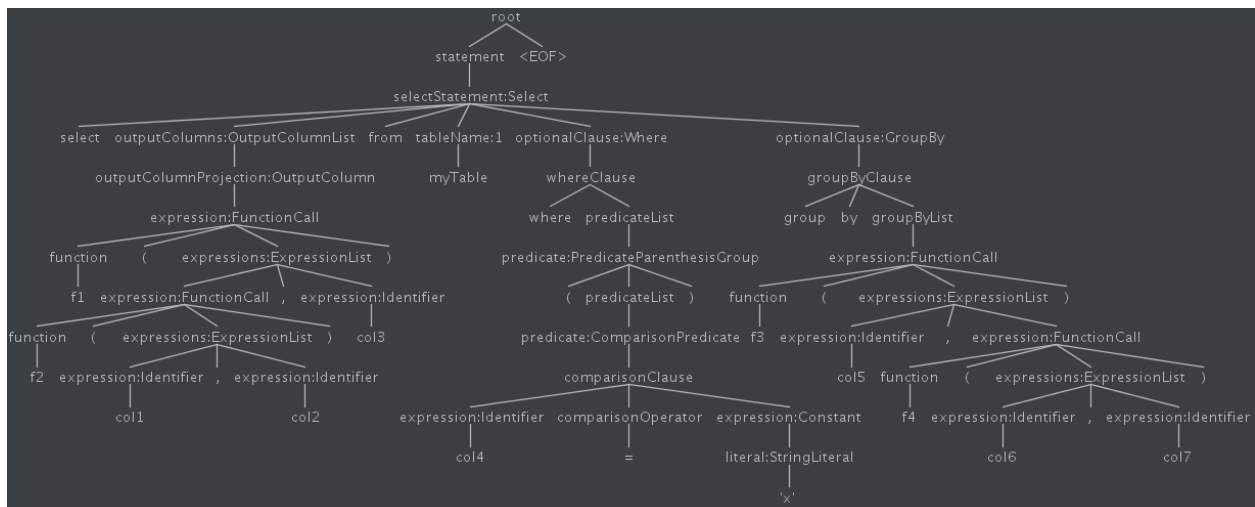 root
statement <EOF>
selectStatement:Select
select outputColumns:OutputColumnList from tableName:1 optionalClause:Where optionalClause:GroupBy
outputColumnProjection:OutputColumn myTable whereClause groupByClause
expression:FunctionCall where predicateList group by groupByList
function ( expressions:ExpressionList ) predicate:PredicateParenthesisGroup expression:FunctionCall
f1 expression:FunctionCall , expression:Identifier ( predicateList ) function ( expressions:ExpressionList )
function ( expressions:ExpressionList ) col3 predicate:ComparisonPredicate f3 expression:Identifier , expression:FunctionCall
f2 expression:Identifier , expression:Identifier comparisonClause col5 function ( expressions:ExpressionList )
col1 col2 expression:Identifier comparisonOperator expression:Constant f4 expression:Identifier , expression:Identifier
col4 = literal:StringLiteral col6 col7
'x'